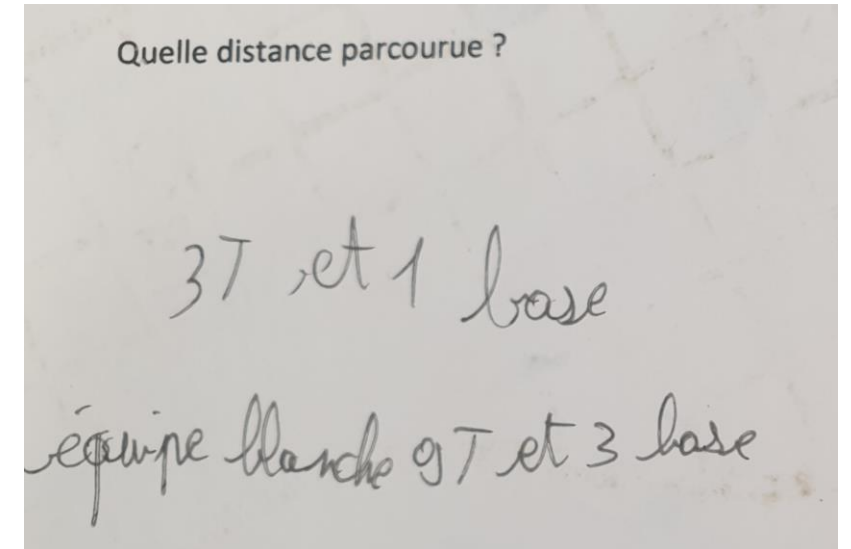 Quelle distance parcourue ?
3T et 1 base
équipe blanche 9T et 3 base